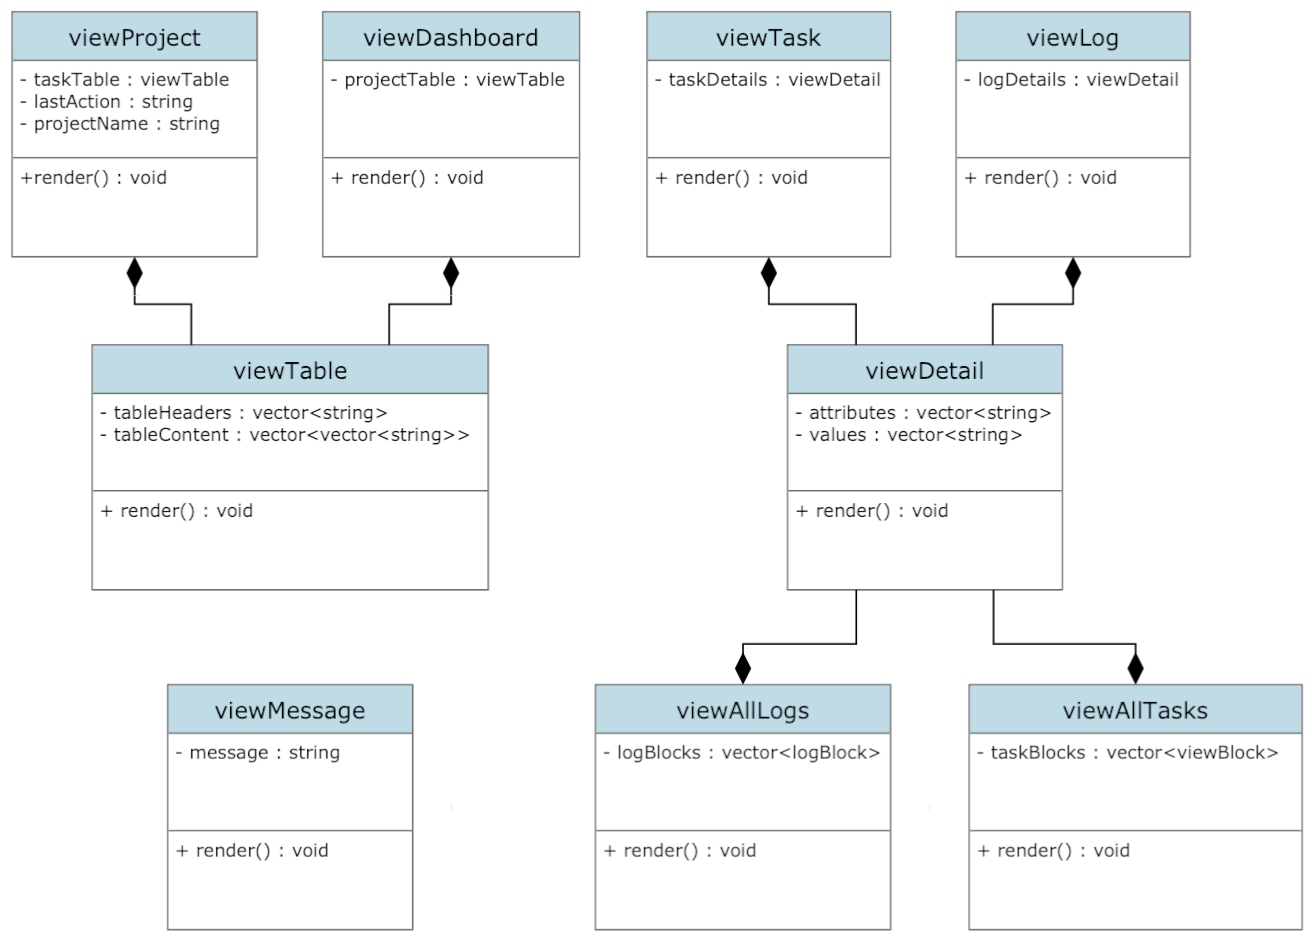 viewProject
- taskTable : viewTable
- lastAction : string
- projectName : string
+render() : void
viewDashboard
- projectTable : viewTable
+ render() : void
viewTask
- taskDetails : viewDetail
+ render() : void
viewLog
- logDetails : viewDetail
+ render() : void
viewTable
- tableHeaders : vector<string>
- tableContent : vector<vector<string>>
+ render() : void
viewDetail
- attributes : vector<string>
- values : vector<string>
+ render() : void
viewMessage
- message : string
+ render() : void
viewAllLogs
- logBlocks : vector<logBlock>
+ render() : void
viewAllTasks
- taskBlocks : vector<viewBlock>
+ render() : void